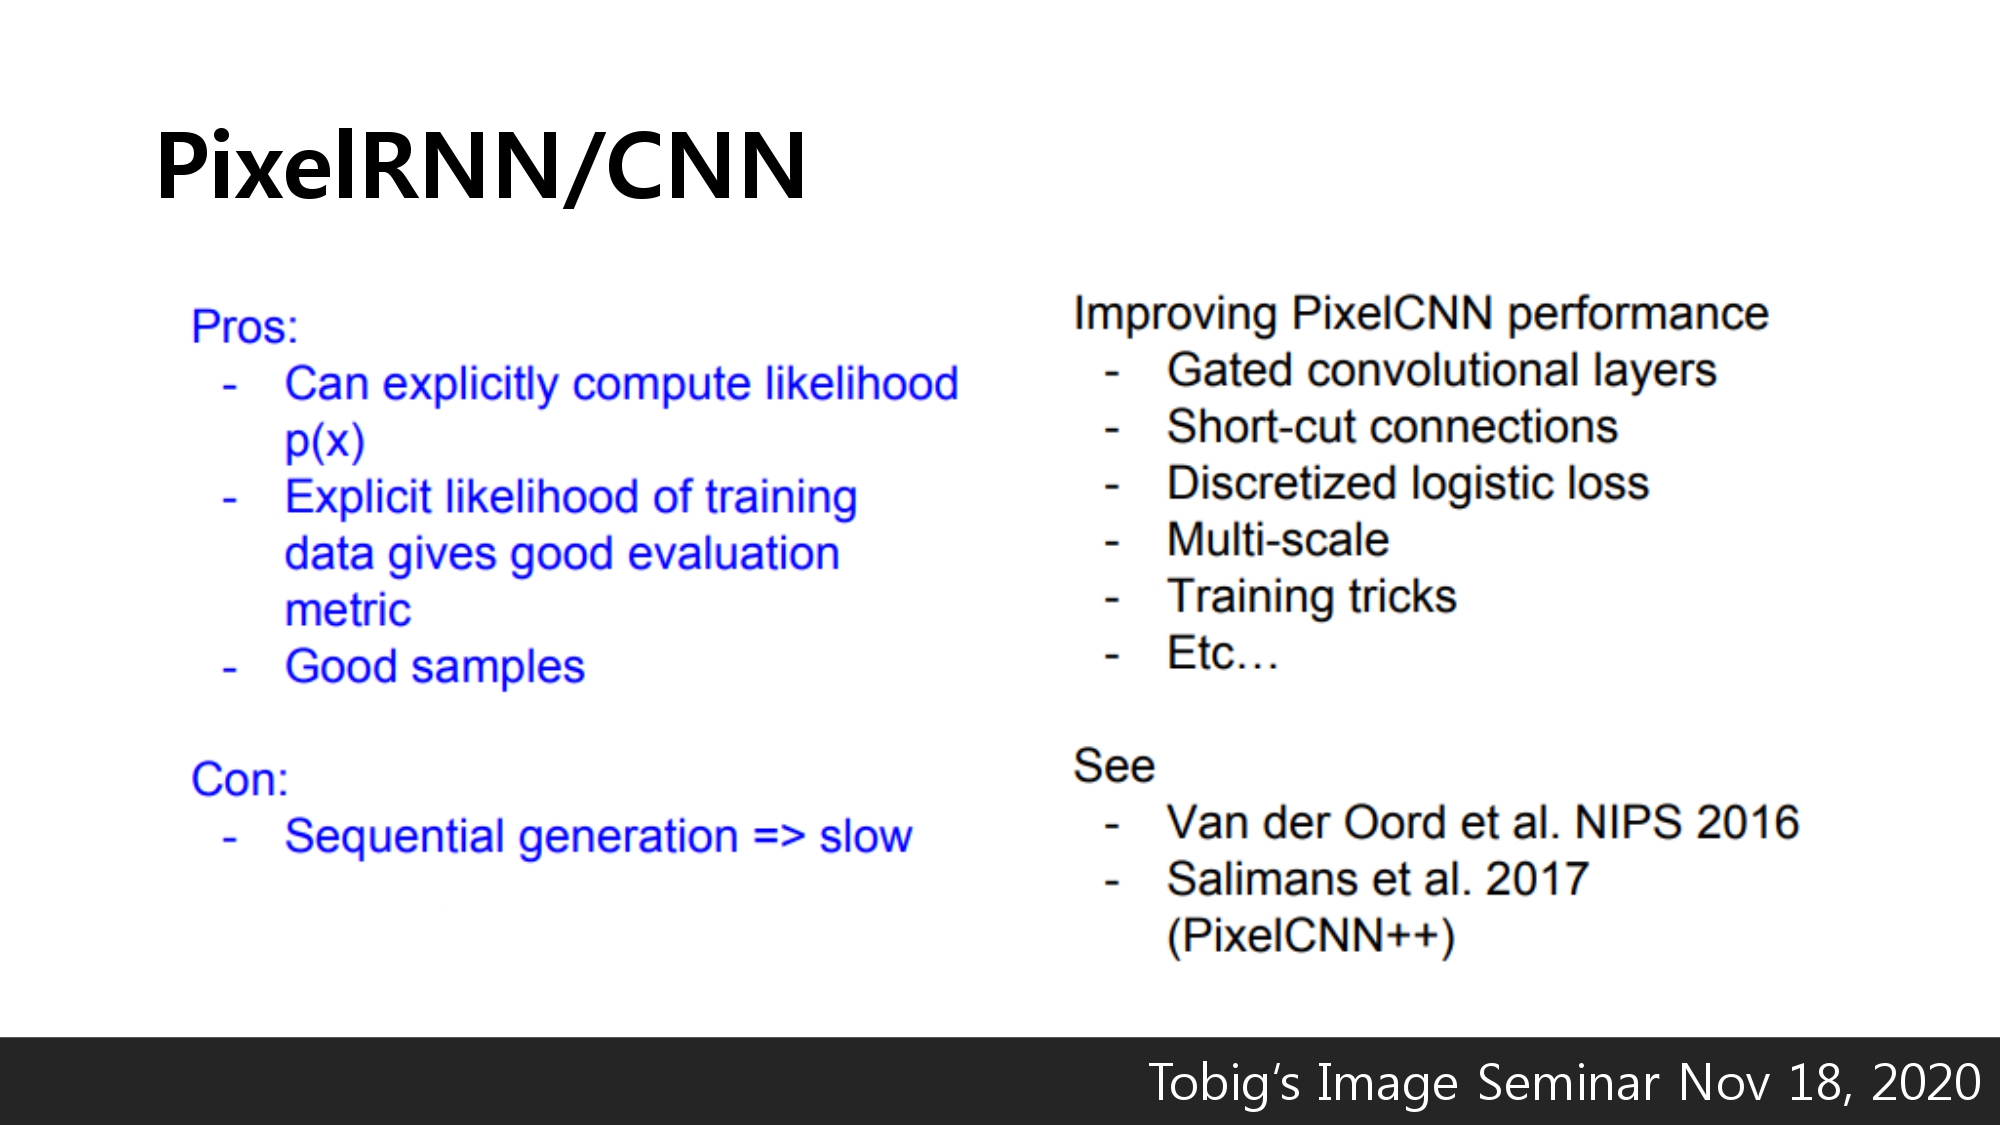 PixelRNN/CNN
Pros:
- Can explicitly compute likelihood
p(x)
- Explicit likelihood of training
data gives good evaluation
metric
- Good samples
Con:
- Sequential generation => slow
Improving PixelCNN performance
- Gated convolutional layers
- Short-cut connections
- Discretized logistic loss
- Multi-scale
- Training tricks
- Etc…
See
- Van der Oord et al. NIPS 2016
- Salimans et al. 2017
(PixelCNN++)
Tobig‘s Image Seminar Nov 18, 2020